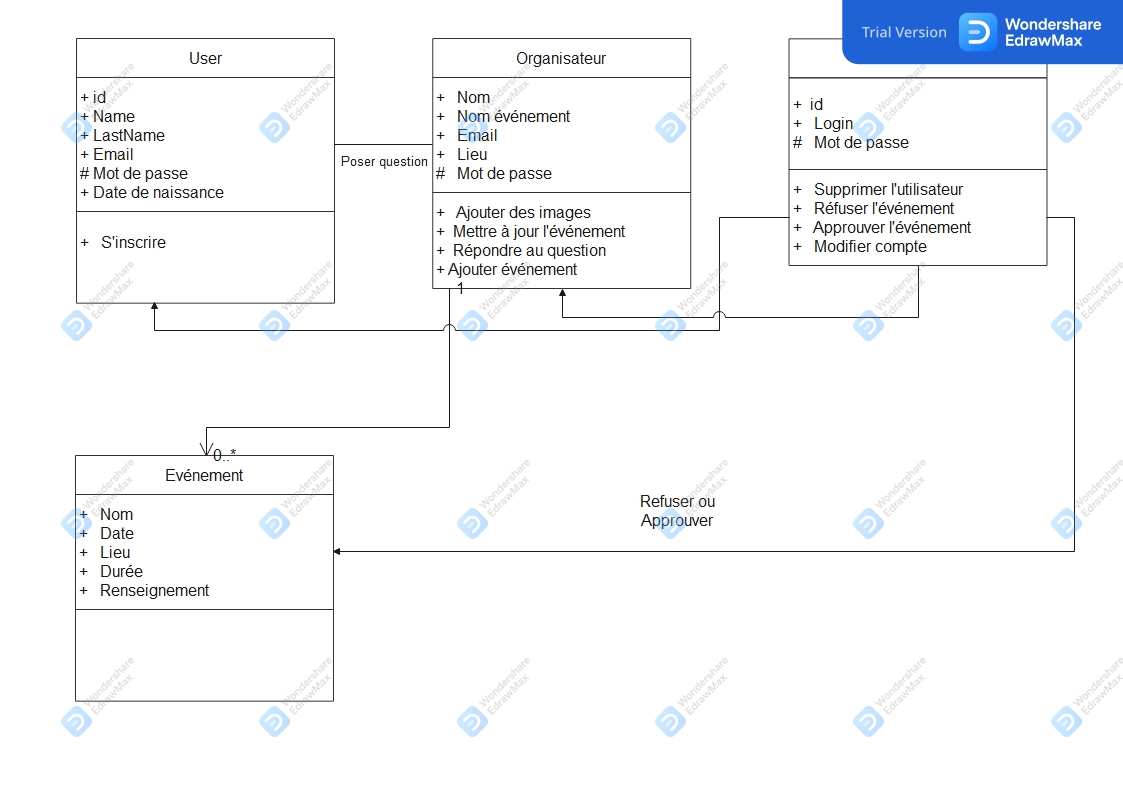 Trial Version
Wondershare
EdrawMax
User
+ id
+ Name
+ LastName
+ Email
# Mot de passe
+ Date de naissance
+ S'inscrire
Poser question
Organisateur
+ Nom
+ Nom événement
+ Email
+ Lieu
# Mot de passe
+ Ajouter des images
+ Mettre à jour l'événement
+ Répondre au question
+ Ajouter événement
1
+ id
+ Login
# Mot de passe
+ Supprimer l'utilisateur
+ Réfuser l'événement
+ Approuver l'événement
+ Modifier compte
0..*
Evénement
+ Nom
+ Date
+ Lieu
+ Durée
+ Renseignement
Refuser ou
Approuver